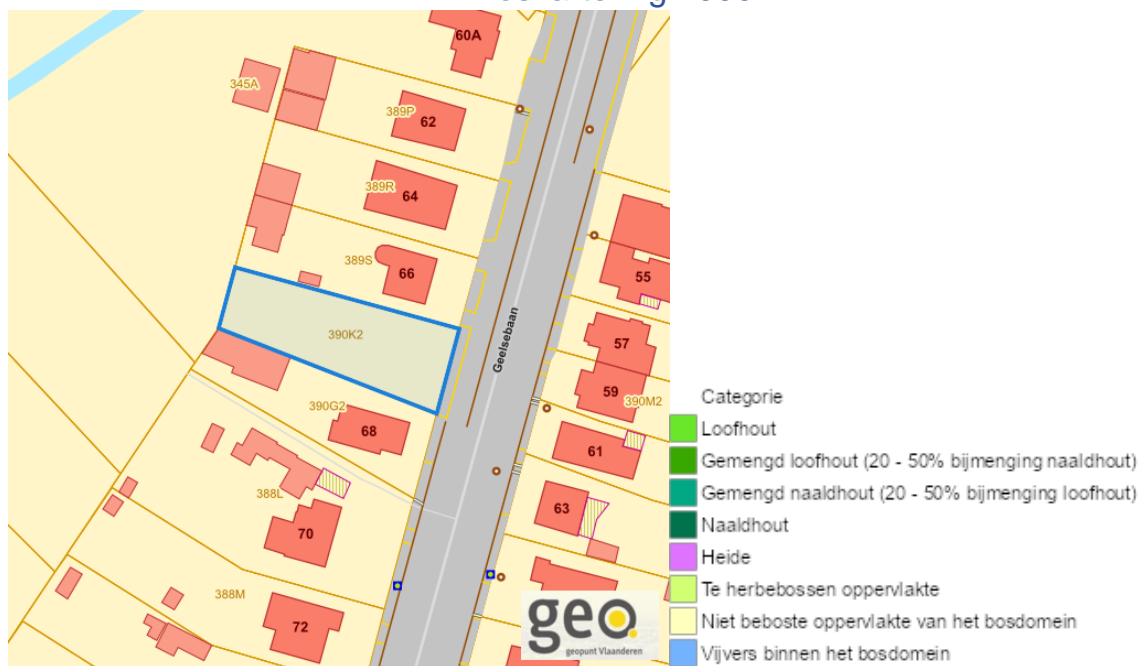 60A
345A
389P
62
389R
64
389S
66
55
390K2
Geelsebaan
57
59
390M2
390G2
68
61
388L
63
70
388M
72
geo.
geopunt Vlaanderen
Categorie
Loofhout
Gemengd loofhout (20 - 50% bijmenging naaldhout)
Gemengd naaldhout (20 - 50% bijmenging loofhout)
Naaldhout
Heide
Te herbebossen oppervlakte
Niet beboste oppervlakte van het bosdomein
Vijvers binnen het bosdomein